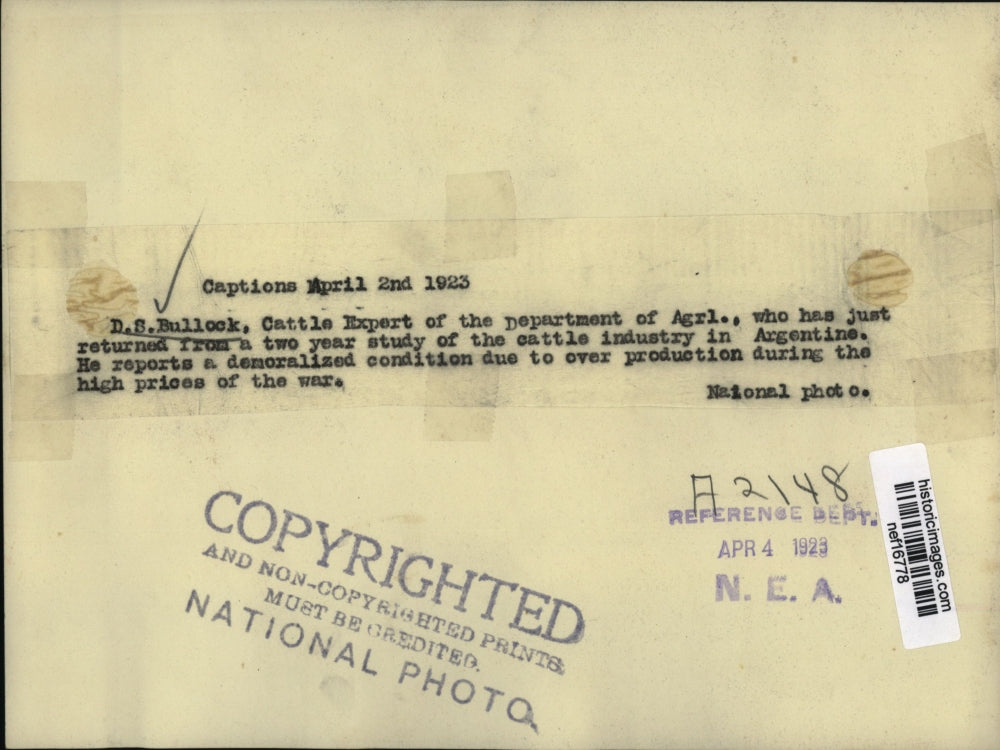 Captions April 2nd 1923
D.S.Bullock, Cattle Expert of the Department of Agrl., who has just
returned from a two year study of the cattle industry in Argentine.
He reports a demoralized condition due to over production during the
high prices of the war.
Naional photo.
A2148
REFERENCE DEPT.
APR 4 1923
N. E. A.
historicimages.com
nef16778
COPYRIGHTED
AND NON-COPYRIGHTED PRINTS
MUST BE CREDITED.
NATIONAL PHOTO